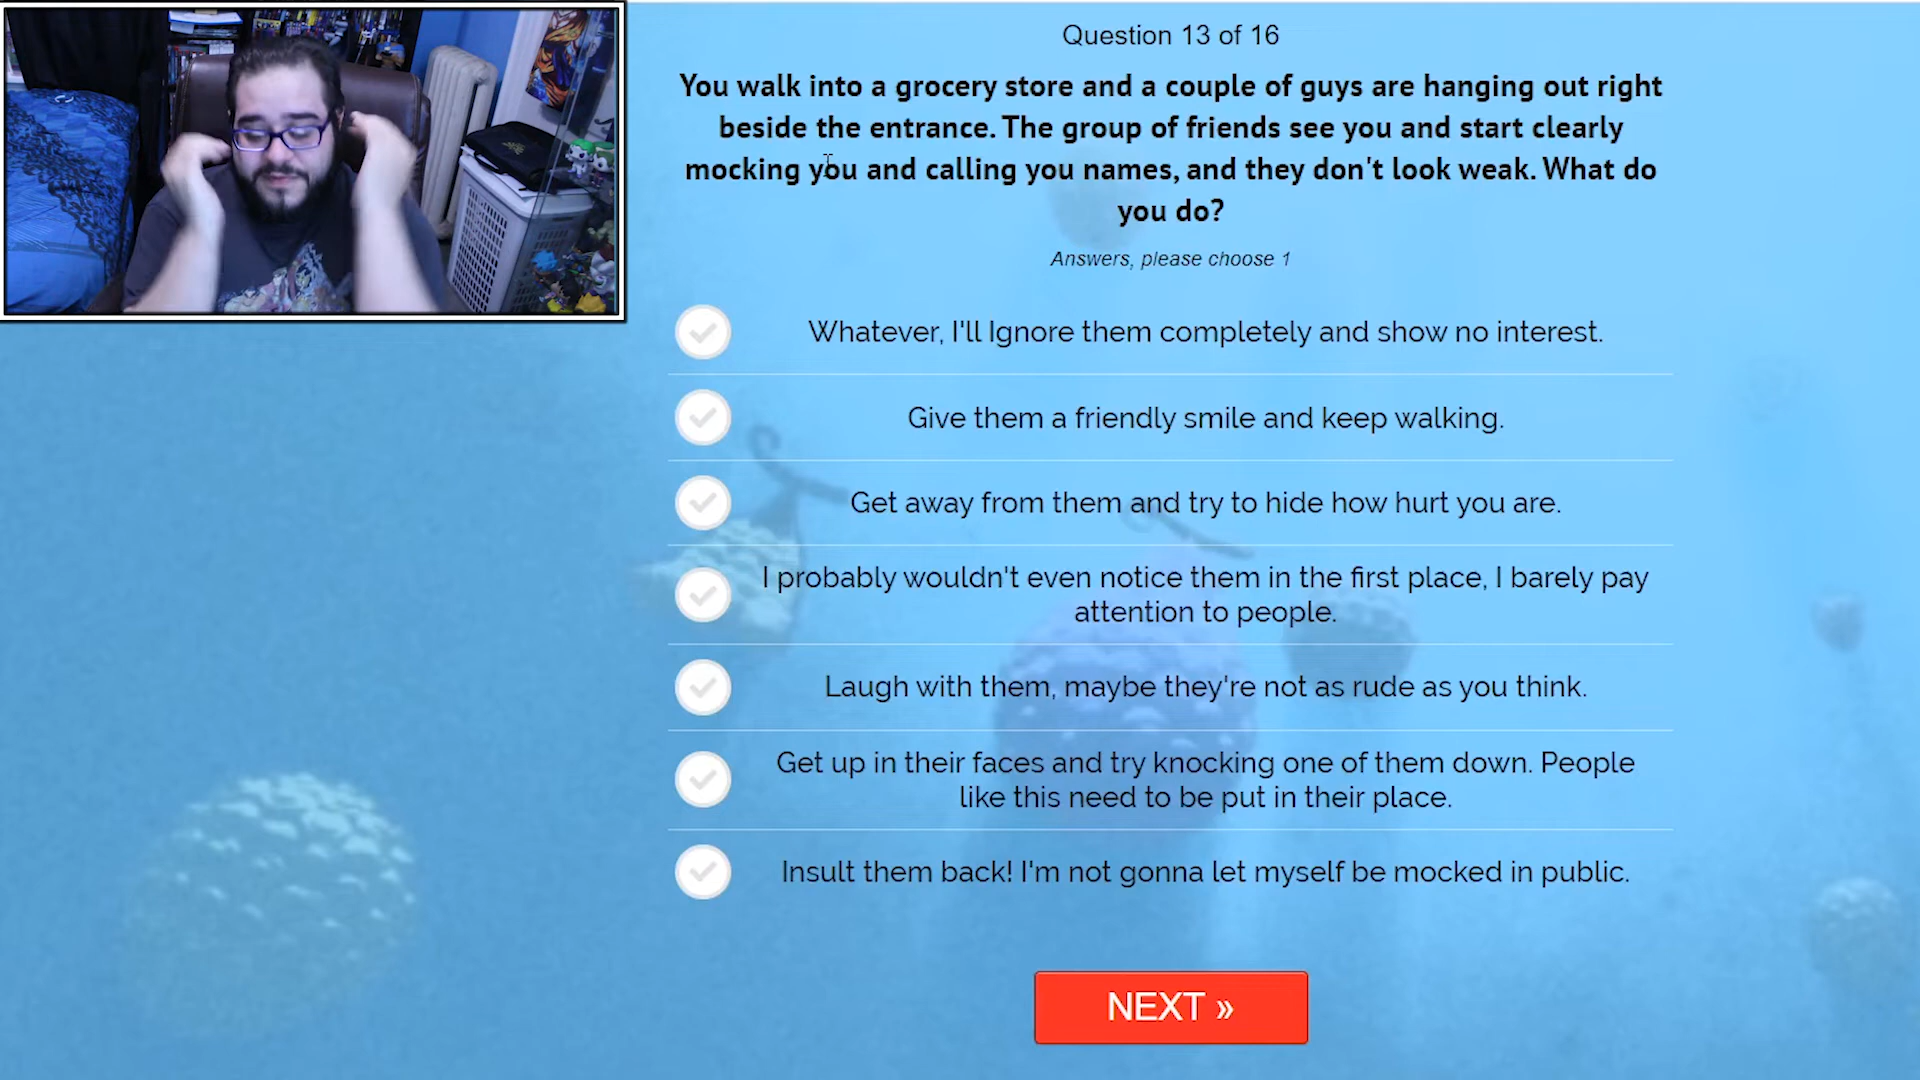 Question 13 of 16
You walk into a grocery store and a couple of guys are hanging out right
beside the entrance. The group of friends see you and start clearly
mocking you and calling you names, and they don't look weak. What do
you do?
Answers, please choose 1
Whatever, I'll Ignore them completely and show no interest.
Give them a friendly smile and keep walking.
Get away from them and try to hide how hurt you are.
I probably wouldn't even notice them in the first place, I barely pay
attention to people.
Laugh with them, maybe they're not as rude as you think.
Get up in their faces and try knocking one of them down. People
like this need to be put in their place.
Insult them back! I'm not gonna let myself be mocked in public.
NEXT »